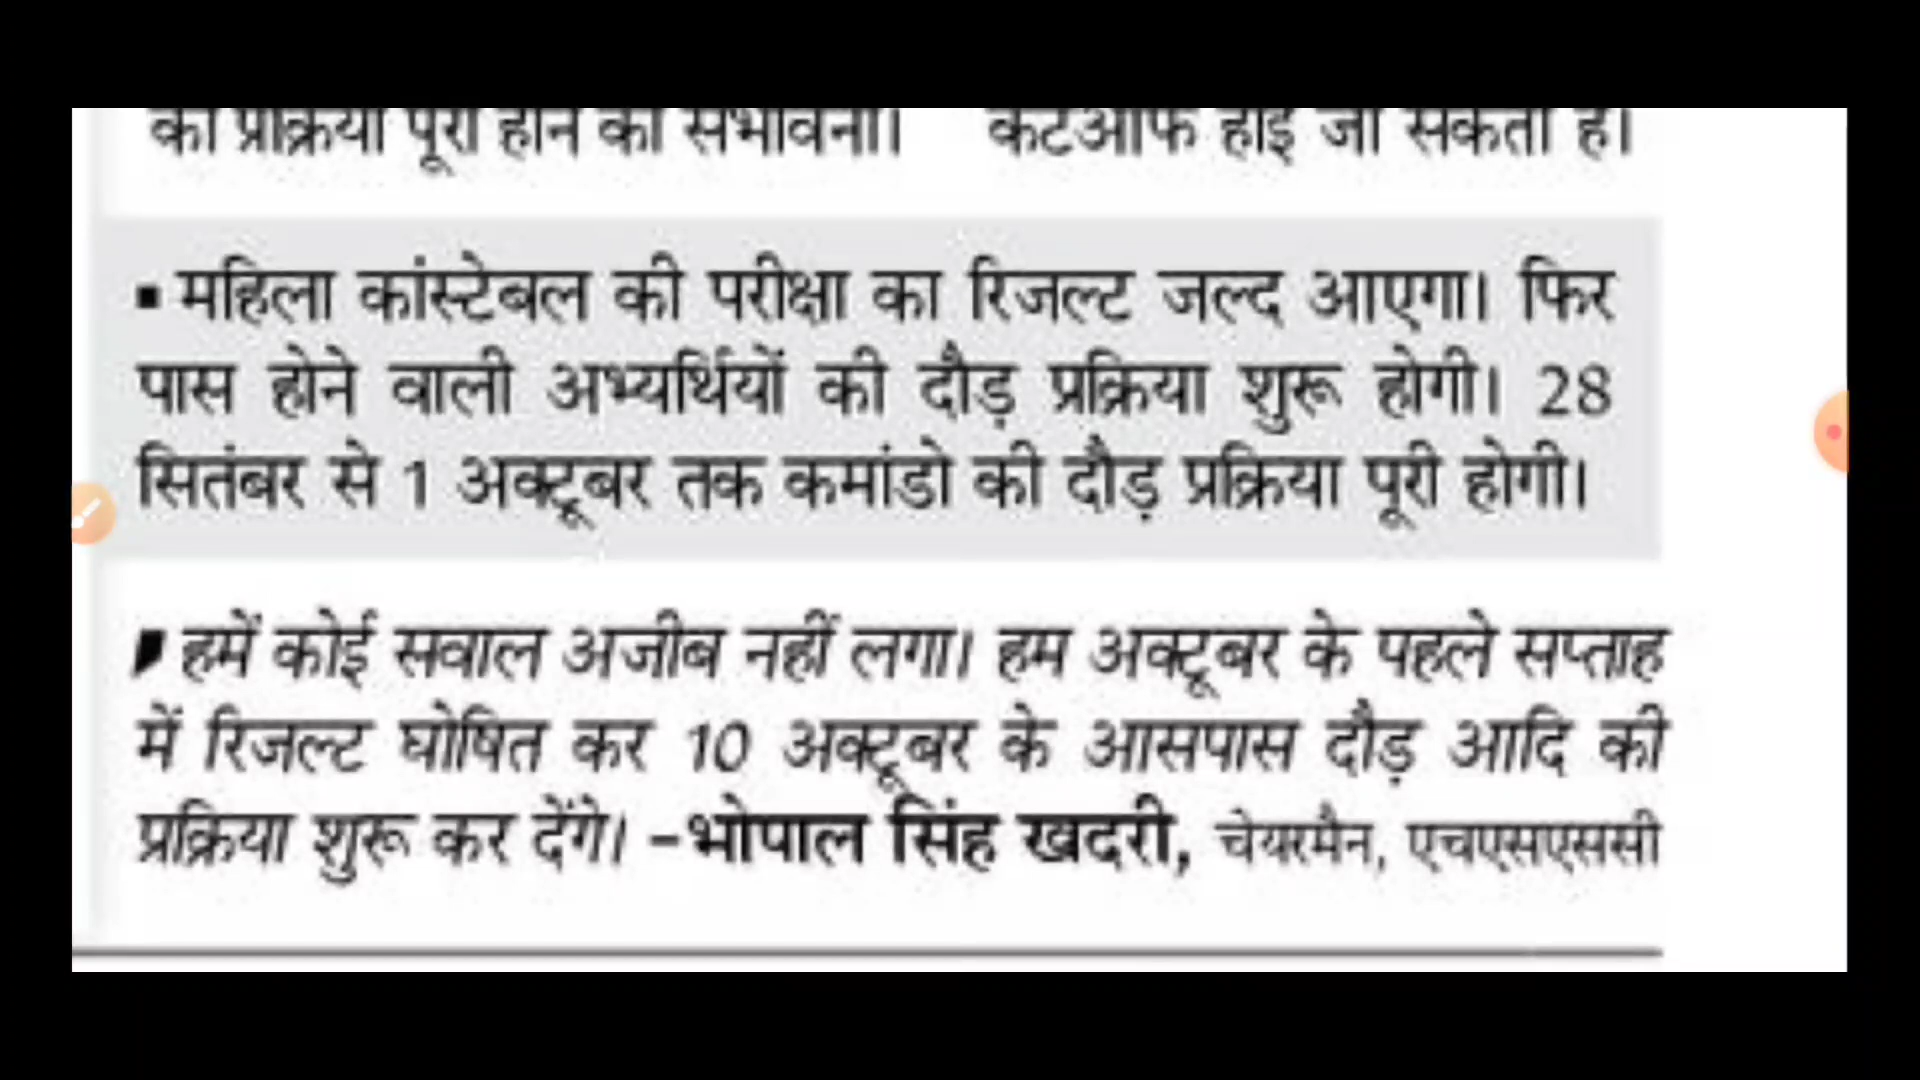 की प्रक्रिया पूरी होने की संभावना।
कटऑफ हाई जा सकता है।
▪ महिला कांस्टेबल की परीक्षा का रिजल्ट जल्द आएगा। फिर
पास होने वाली अभ्यर्थियों की दौड़ प्रक्रिया शुरू होगी। 28
सितंबर से 1 अक्टूबर तक कमांडो की दौड़ प्रक्रिया पूरी होगी।
हमें कोई सवाल अजीब नहीं लगा। हम अक्टूबर के पहले सप्ताह
में रिजल्ट घोषित कर 10 अक्टूबर के आसपास दौड़ आदि की
प्रक्रिया शुरू कर देंगे। -भोपाल सिंह खदरी, चेयरमैन, एचएसएससी